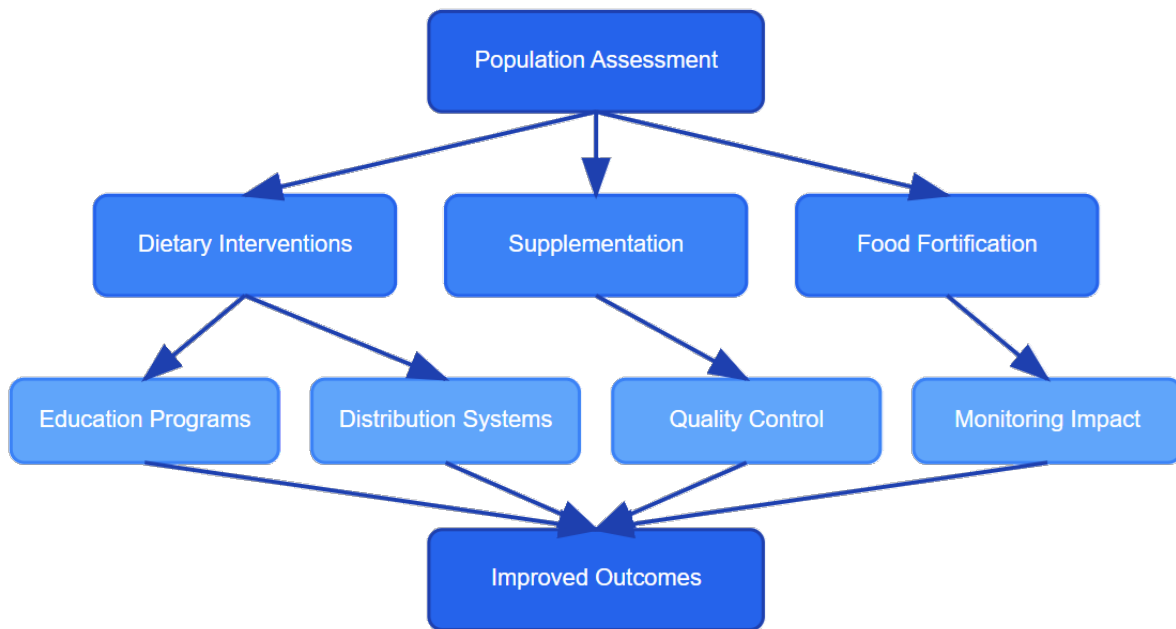 Population Assessment
Dietary Interventions
Supplementation
Food Fortification
Education Programs
Distribution Systems
Quality Control
Monitoring Impact
Improved Outcomes